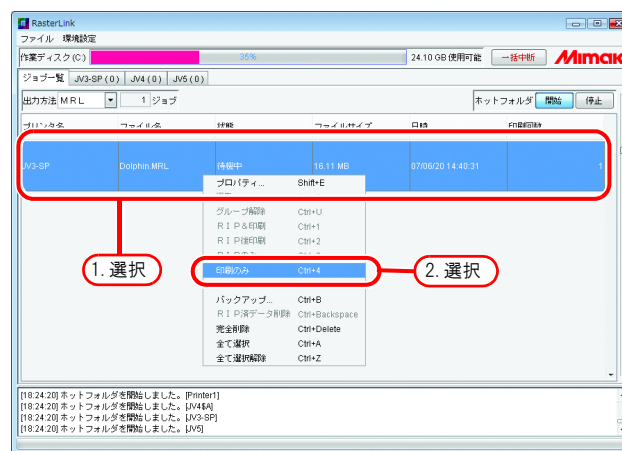 RasterLink
ファイル 環境設定
作業ディスク(C:) 35% 24.10 GB 使用可能 一括中断 Mimak
ジョブ一覧 JV3-SP ( 0 ) JV4 ( 0 ) JV5 ( 0 )
出力方法 M R L 1 ジョブ ホットフォルダ 開始 停止
プリンタ名 ファイル名 状態 ファイルサイズ 日時 印刷回数
JV3-SP Dolphin.MRL 待機中 16.11 MB 07/06/20 14:40:31 1
プロパティ... Shift+E
グループ解除 Ctrl+U
R I P&印刷 Ctrl+1
R I P後印刷 Ctrl+2
1. 選択
印刷のみ Ctrl+4
2. 選択
バックアップ... Ctrl+B
R I P済データ削除 Ctrl+Backspace
完全削除 Ctrl+Delete
全て選択 Ctrl+A
全て選択解除 Ctrl+Z
[18:24:20] ホットフォルダを開始しました。[Printer1]
[18:24:20] ホットフォルダを開始しました。[JV4$A]
[18:24:20] ホットフォルダを開始しました。[JV3-SP]
[18:24:20] ホットフォルダを開始しました。[JV5]